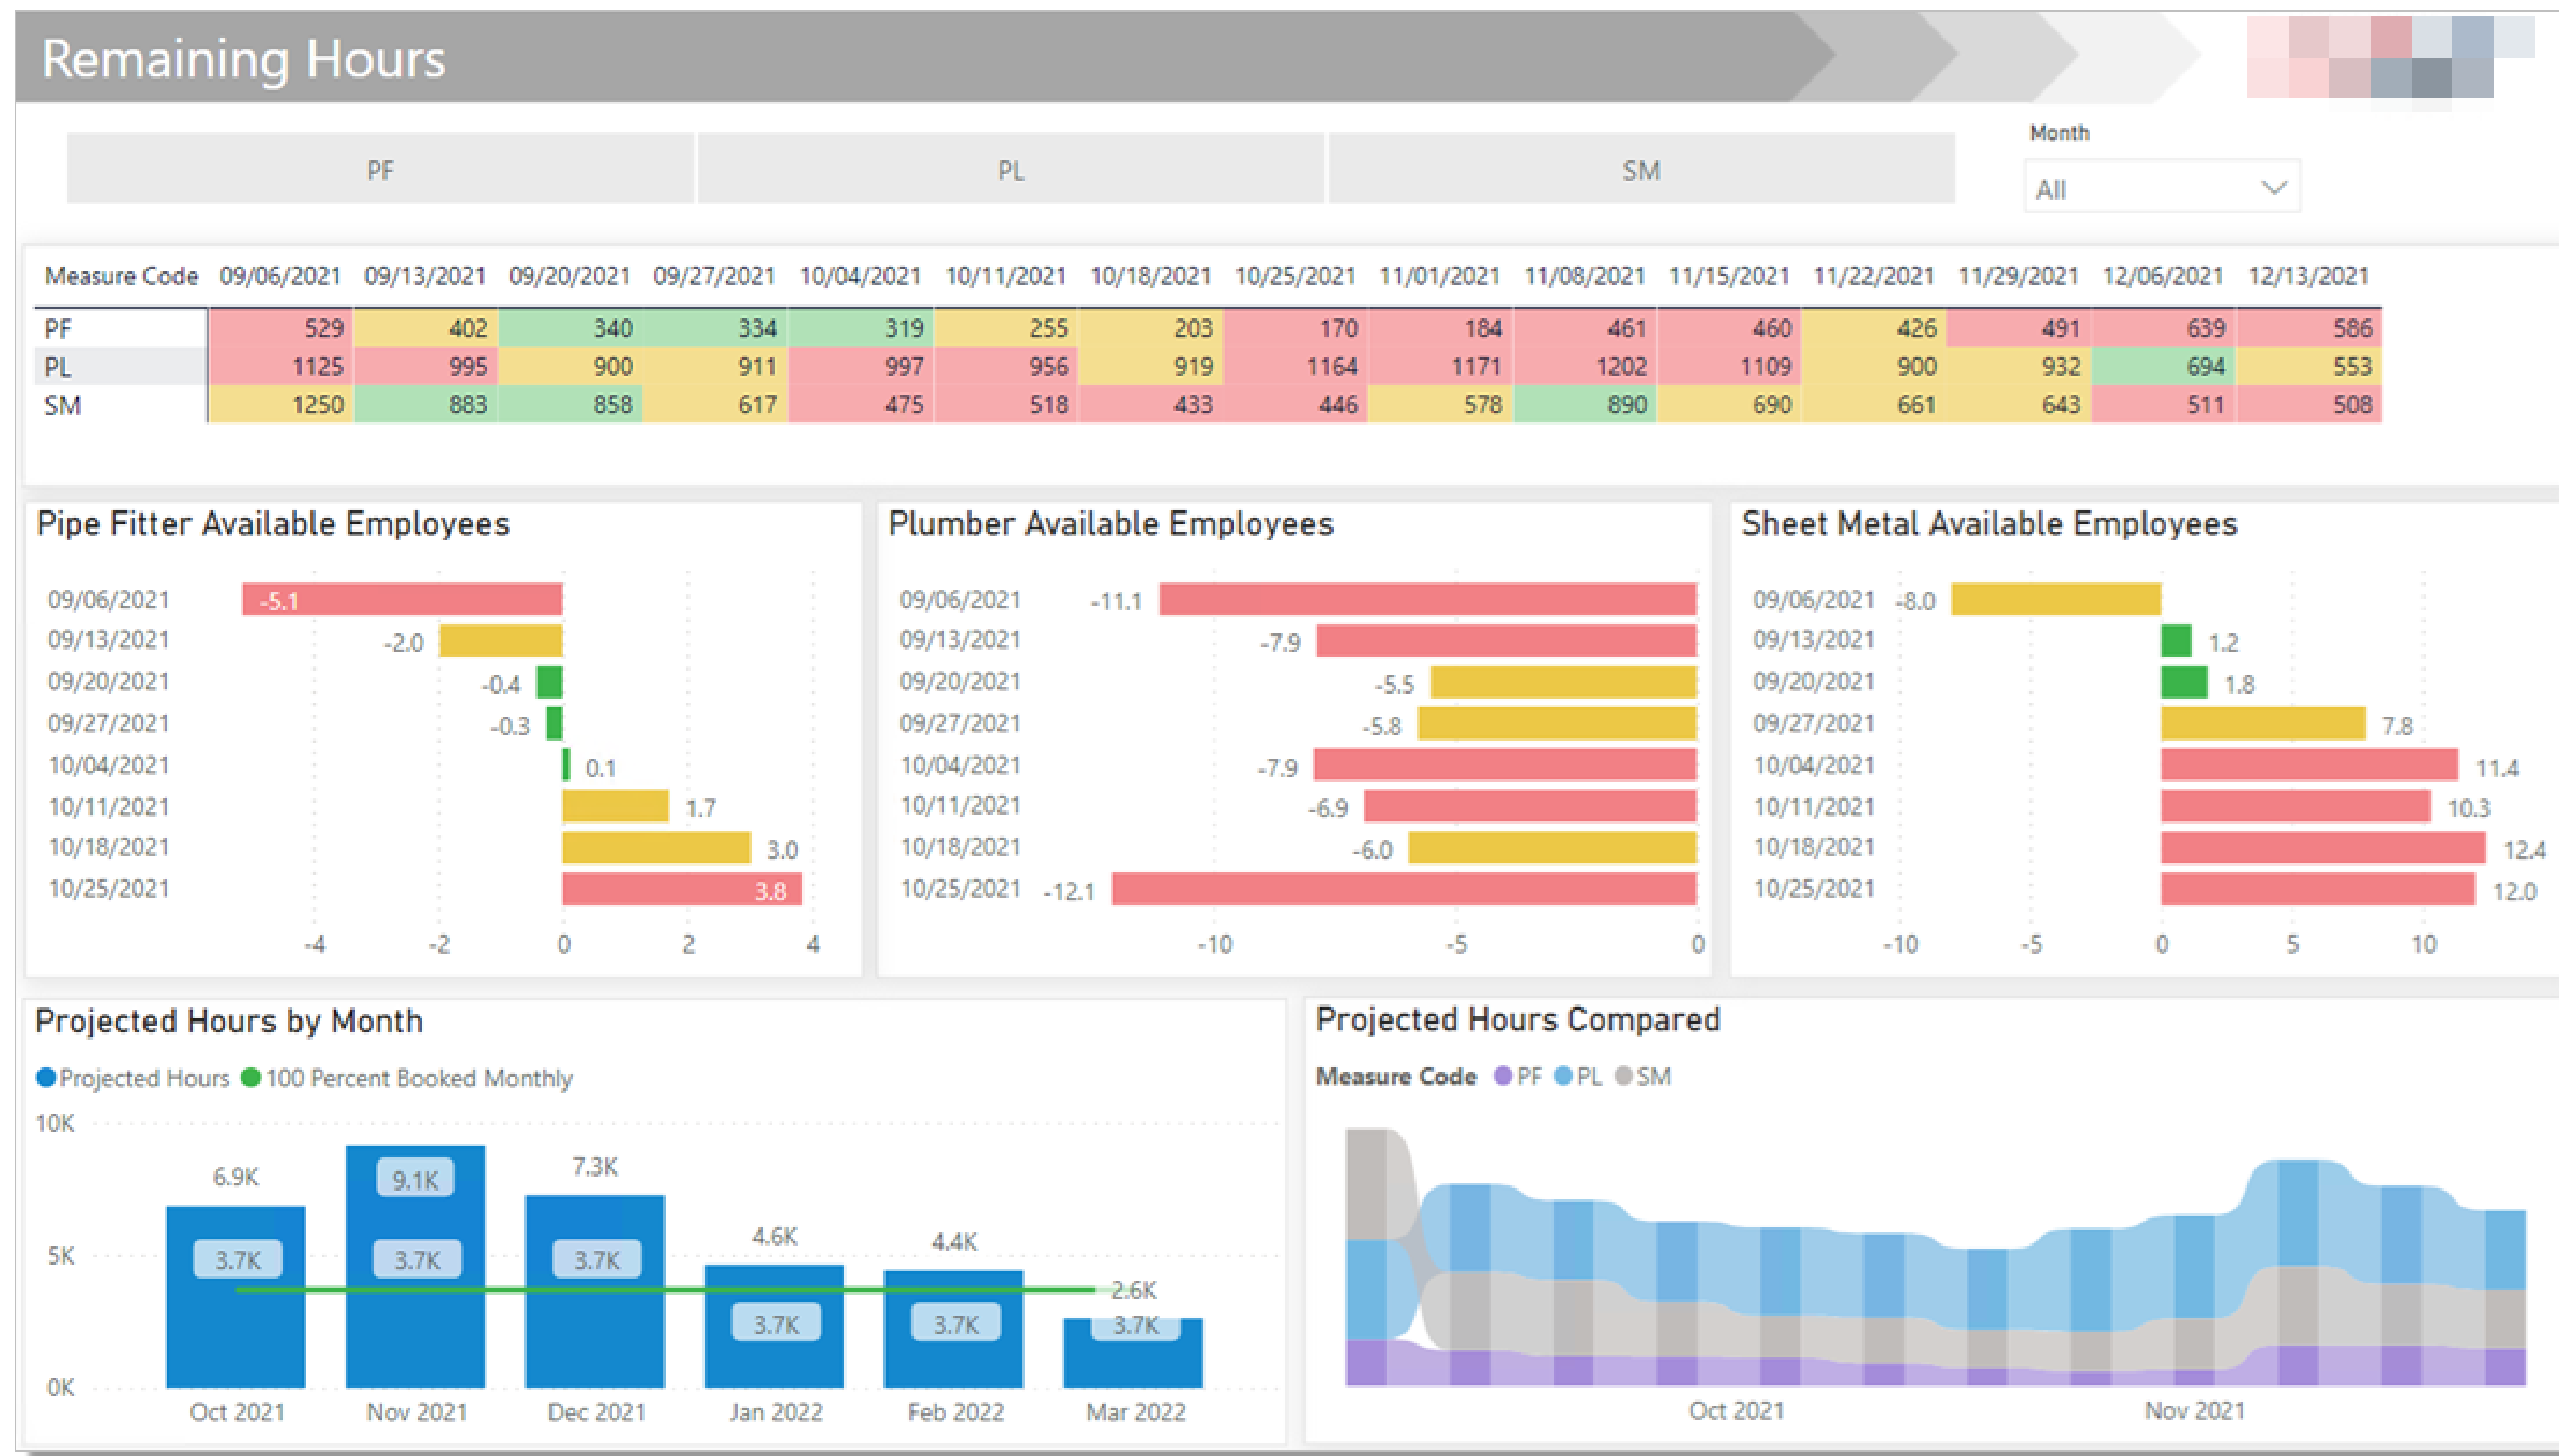 Remaining Hours
PF PL SM
Month
All
Measure Code 09/06/2021 09/13/2021 09/20/2021 09/27/2021 10/04/2021 10/11/2021 10/18/2021 10/25/2021 11/01/2021 11/08/2021 11/15/2021 11/22/2021 11/29/2021 12/06/2021 12/13/2021
PF 529 402 340 334 319 255 203 170 184 461 460 426 491 639 586
PL 1125 995 900 911 997 956 919 1164 1171 1202 1109 900 932 694 553
SM 1250 883 858 617 475 518 433 446 578 890 690 661 643 511 508
Pipe Fitter Available Employees
09/06/2021 -5.1
09/13/2021 -2.0
09/20/2021 -0.4
09/27/2021 -0.3
10/04/2021 0.1
10/11/2021 1.7
10/18/2021 3.0
10/25/2021 3.8
-4 -2 0 2 4
Plumber Available Employees
09/06/2021 -11.1
09/13/2021 -7.9
09/20/2021 -5.5
09/27/2021 -5.8
10/04/2021 -7.9
10/11/2021 -6.9
10/18/2021 -6.0
10/25/2021 -12.1
-10 -5 0
Sheet Metal Available Employees
09/06/2021 -8.0
09/13/2021 1.2
09/20/2021 1.8
09/27/2021 7.8
10/04/2021 11.4
10/11/2021 10.3
10/18/2021 12.4
10/25/2021 12.0
-10 -5 0 5 10
Projected Hours by Month
Projected Hours 100 Percent Booked Monthly
10K
5K
0K
6.9K 9.1K 7.3K 4.6K 4.4K 2.6K
3.7K 3.7K 3.7K 3.7K 3.7K 3.7K
Oct 2021 Nov 2021 Dec 2021 Jan 2022 Feb 2022 Mar 2022
Projected Hours Compared
Measure Code PF PL SM
Oct 2021 Nov 2021